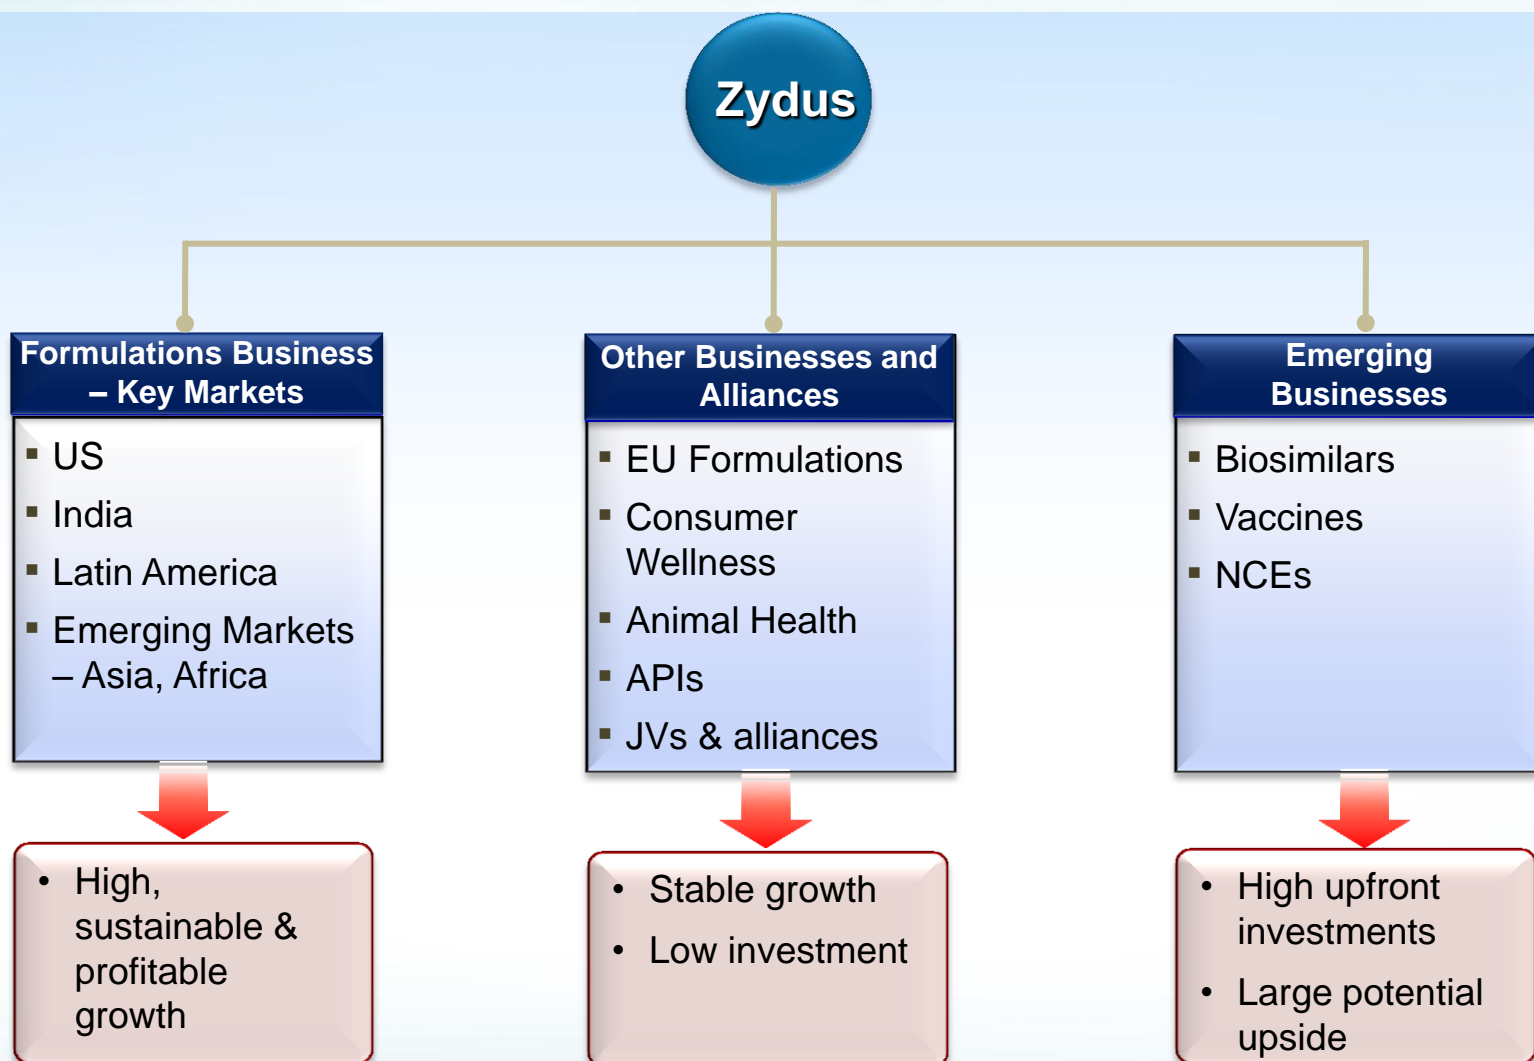 Zydus
Formulations Business
– Key Markets
US
India
Latin America
Emerging Markets
– Asia, Africa
High,
sustainable &
profitable
growth
Other Businesses and
Alliances
EU Formulations
Consumer
Wellness
Animal Health
APIs
JVs & alliances
Stable growth
Low investment
Emerging
Businesses
Biosimilars
Vaccines
NCEs
High upfront
investments
Large potential
upside